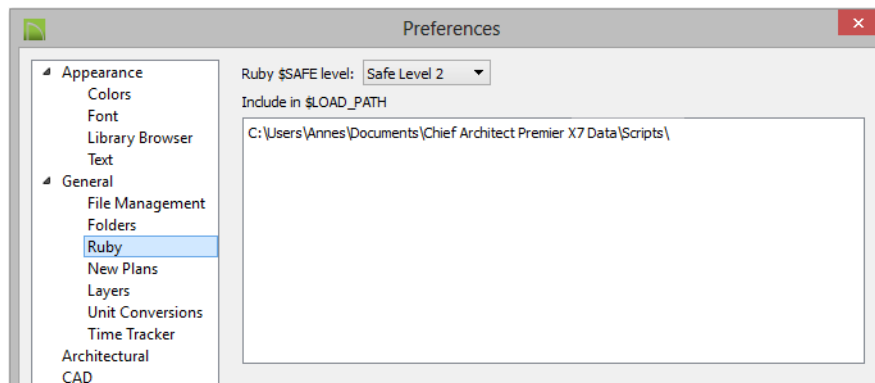 Preferences
Appearance
Colors
Font
Library Browser
Text
General
File Management
Folders
Ruby
New Plans
Layers
Unit Conversions
Time Tracker
Architectural
CAD
Ruby $SAFE level: Safe Level 2
Include in $LOAD_PATH
C:\Users\Annes\Documents\Chief Architect Premier X7 Data\Scripts\